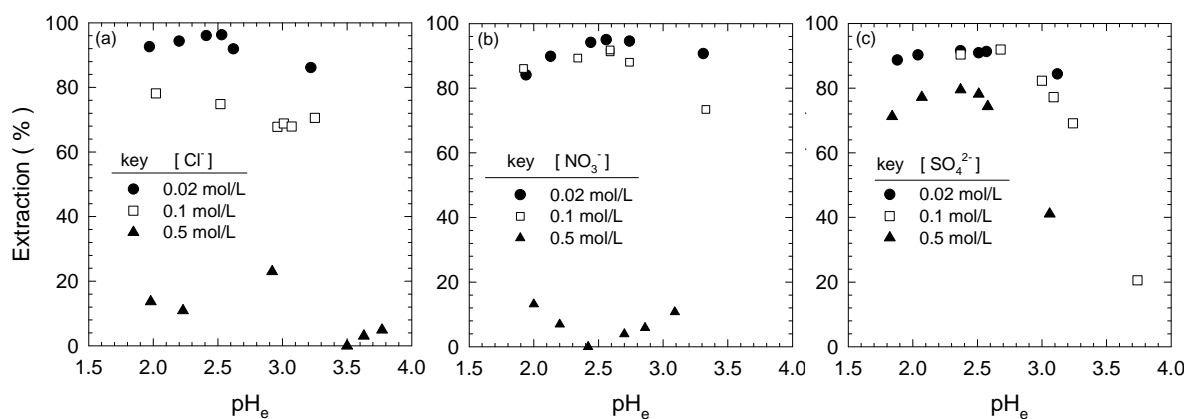 Extraction ( % )
100
80
60
40
20
0
(a)
key [ Cl⁻]
0.02 mol/L
0.1 mol/L
0.5 mol/L
1.5 2.0 2.5 3.0 3.5 4.0
pHₑ
100
80
60
40
20
0
(b)
key [ NO₃⁻]
0.02 mol/L
0.1 mol/L
0.5 mol/L
1.5 2.0 2.5 3.0 3.5 4.0
pHₑ
100
80
60
40
20
0
(c)
key [ SO₄²⁻]
0.02 mol/L
0.1 mol/L
0.5 mol/L
1.5 2.0 2.5 3.0 3.5 4.0
pHₑ